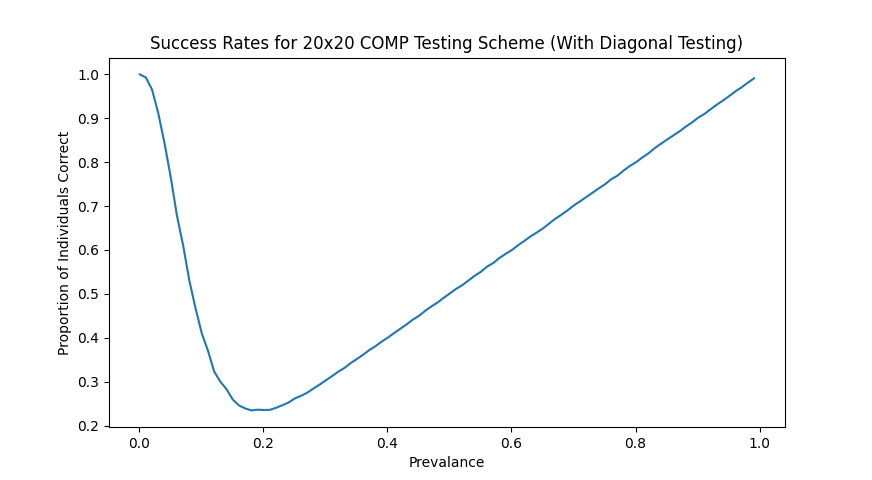 Success Rates for 20x20 COMP Testing Scheme (With Diagonal Testing)
Proportion of Individuals Correct
1.0
0.9
0.8
0.7
0.6
0.5
0.4
0.3
0.2
0.0 0.2 0.4 0.6 0.8 1.0
Prevalance